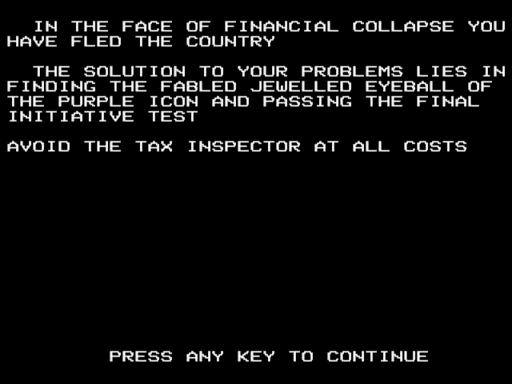 IN THE FACE OF FINANCIAL COLLAPSE YOU
HAVE FLED THE COUNTRY
THE SOLUTION TO YOUR PROBLEMS LIES IN
FINDING THE FABLED JEWELLED EYEBALL OF
THE PURPLE ICON AND PASSING THE FINAL
INITIATIVE TEST
AVOID THE TAX INSPECTOR AT ALL COSTS
PRESS ANY KEY TO CONTINUE